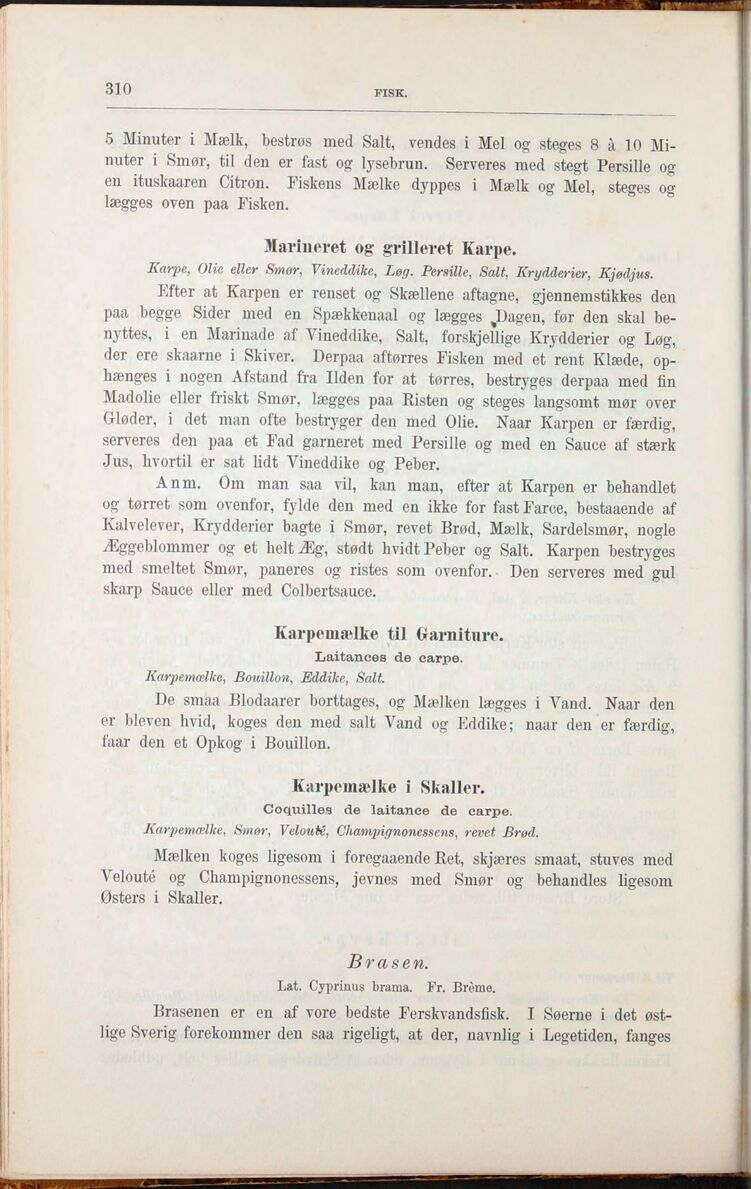 310
FISK.
5 Minuter i Mælk, bestrøs med Salt, vendes i Mel og steges 8 à 10 Mi-
nuter i Smør, til den er fast og lysebrun. Serveres med stegt Persille og
en ituskaaren Citron. Fiskens Mælke dyppes i Mælk og Mel, steges og
lægges oven paa Fisken.
Marineret og grilleret Karpe.
Karpe, Olie eller Smør, Vineddike, Løg. Persille, Salt, Krydderier, Kjødjus.
Efter at Karpen er renset og Skællene aftagne, gjennemstikkes den
paa begge Sider med en Spækkenaal og lægges Dagen, før den skal be-
nyttes, i en Marinade af Vineddike, Salt, forskjellige Krydderier og Løg,
der ere skaarne i Skiver. Derpaa aftørres Fisken med et rent Klæde, op-
hænges i nogen Afstand fra Ilden for at tørres, bestryges derpaa med fin
Madolie eller friskt Smør, lægges paa Risten og steges langsomt mør over
Gløder, i det man ofte bestryger den med Olie. Naar Karpen er færdig,
serveres den paa et Fad garneret med Persille og med en Sauce af stærk
Jus, hvortil er sat lidt Vineddike og Peber.
Anm. Om man saa vil, kan man, efter at Karpen er behandlet
og tørret som ovenfor, fylde den med en ikke for fast Farce, bestaaende af
Kalvelever, Krydderier bagte i Smør, revet Brød, Mælk, Sardelsmør, nogle
Æggeblommer og et helt Æg, stødt hvidt Peber og Salt. Karpen bestryges
med smeltet Smør, paneres og ristes som ovenfor. Den serveres med gul
skarp Sauce eller med Colbertsauce.
Karpemælke til Garniture.
Laitances de carpe.
Karpemælke, Bouillon, Eddike, Salt.
De smaa Blodaarer borttages, og Mælken lægges i Vand. Naar den
er bleven hvid, koges den med salt Vand og Eddike; naar den er færdig,
faar den et Opkog i Bouillon.
Karpemælke i Skaller.
Coquilles de laitance de carpe.
Karpemælke, Smør, Velouté, Champignonessens, revet Brød.
Mælken koges ligesom i foregaaende Ret, skjæres smaat, stuves med
Velouté og Champignonessens, jevnes med Smør og behandles ligesom
Østers i Skaller.
Brasen.
Lat. Cyprinus brama. Fr. Brème.
Brasenen er en af vore bedste Ferskvandsfisk. I Søerne i det øst-
lige Sverig forekommer den saa rigeligt, at der, navnlig i Legetiden, fanges